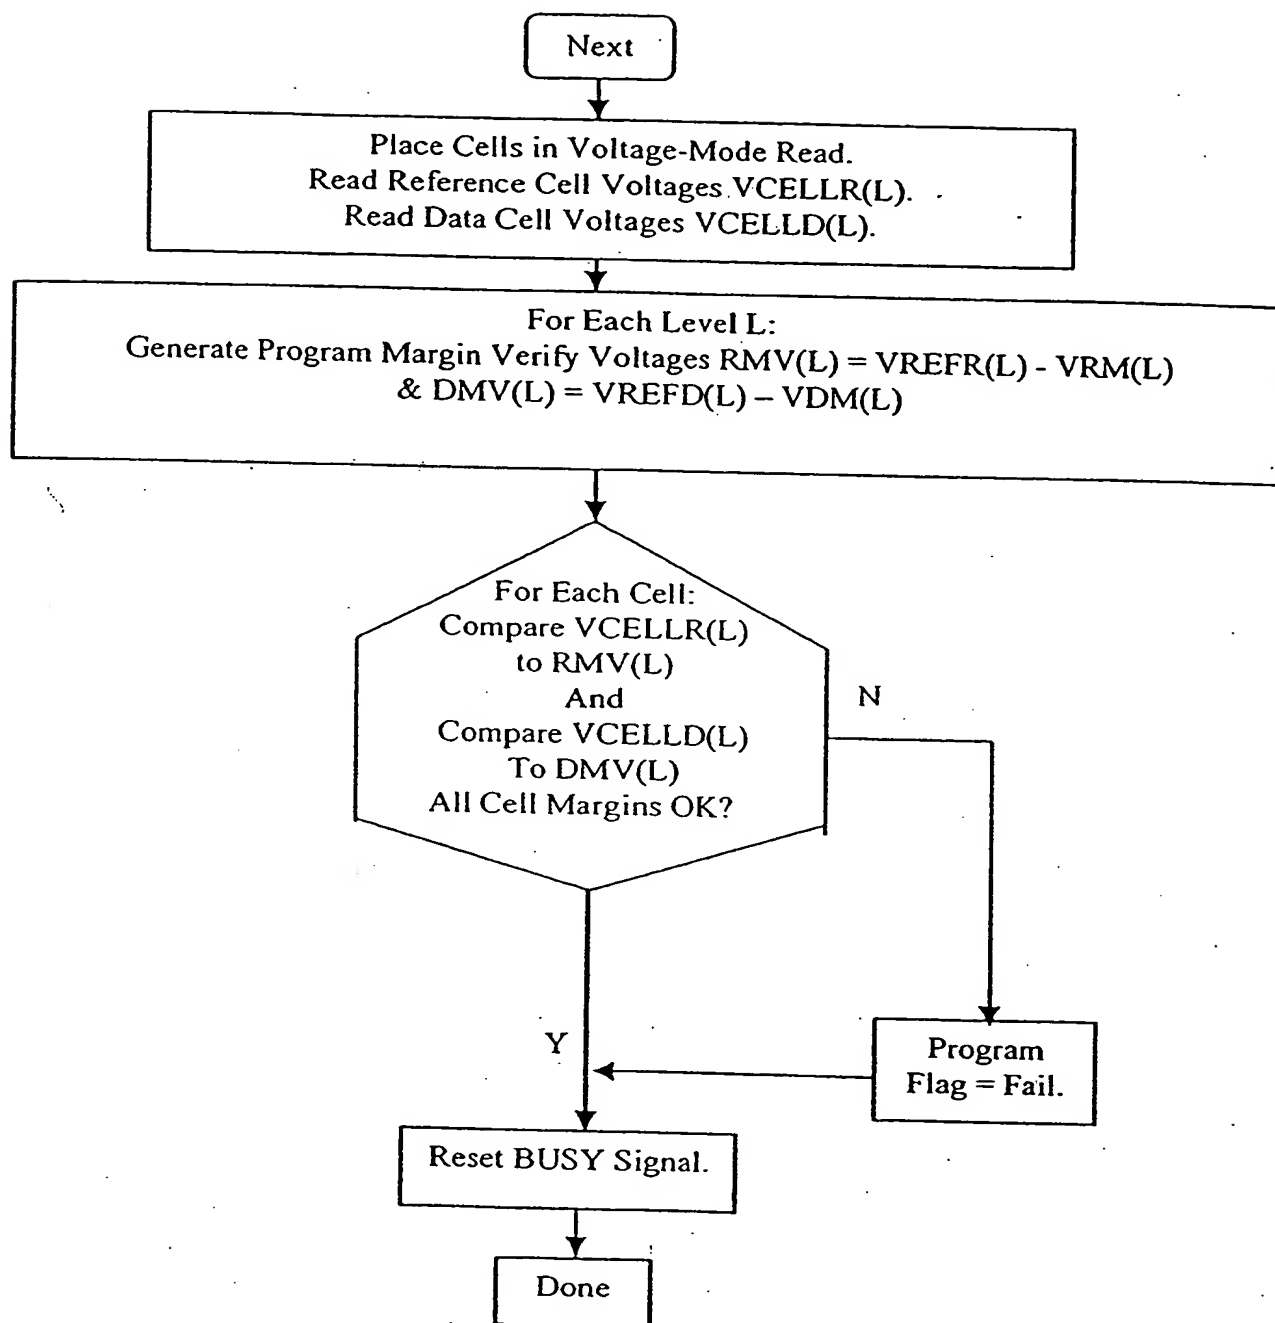 Next
Place Cells in Voltage-Mode Read.
Read Reference Cell Voltages VCELLR(L).
Read Data Cell Voltages VCELLD(L).
For Each Level L:
Generate Program Margin Verify Voltages RMV(L) = VREFR(L) - VRM(L)
& DMV(L) = VREFD(L) – VDM(L)
For Each Cell:
Compare VCELLR(L)
to RMV(L)
And
Compare VCELLD(L)
To DMV(L)
All Cell Margins OK?
N
Y
Program
Flag = Fail.
Reset BUSY Signal.
Done